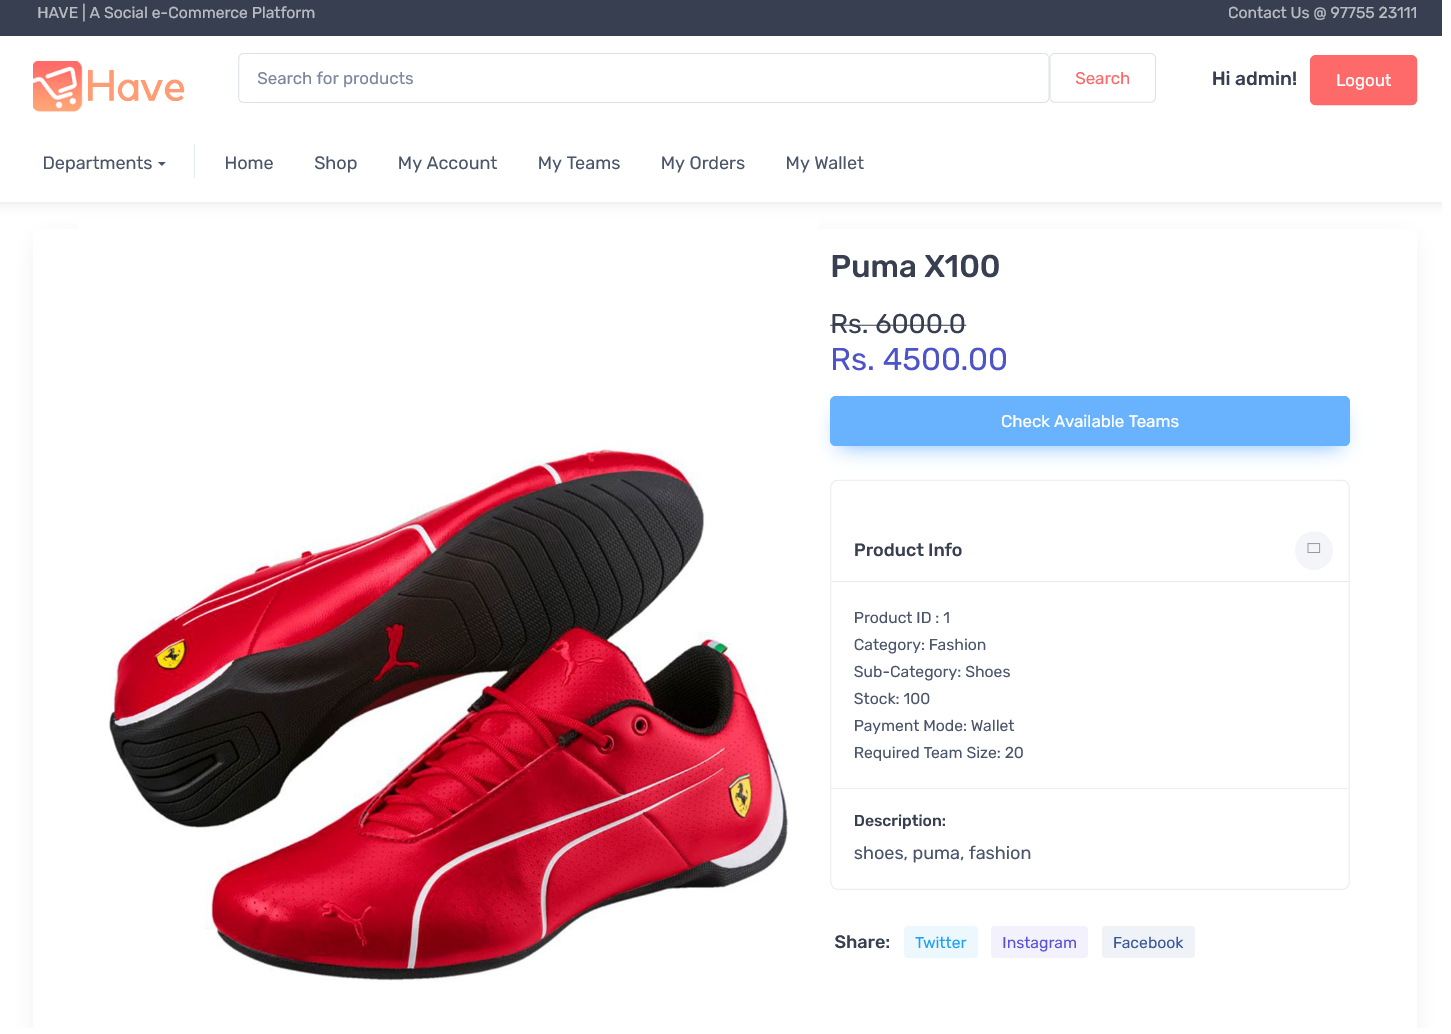 HAVE | A Social e-Commerce Platform
Contact Us @ 97755 23111
Have
Search for products
Search
Hi admin!
Logout
Departments
Home
Shop
My Account
My Teams
My Orders
My Wallet
Puma X100
Rs. 6000.0
Rs. 4500.00
Check Available Teams
Product Info
Product ID : 1
Category: Fashion
Sub-Category: Shoes
Stock: 100
Payment Mode: Wallet
Required Team Size: 20
Description:
shoes, puma, fashion
Share:
Twitter
Instagram
Facebook